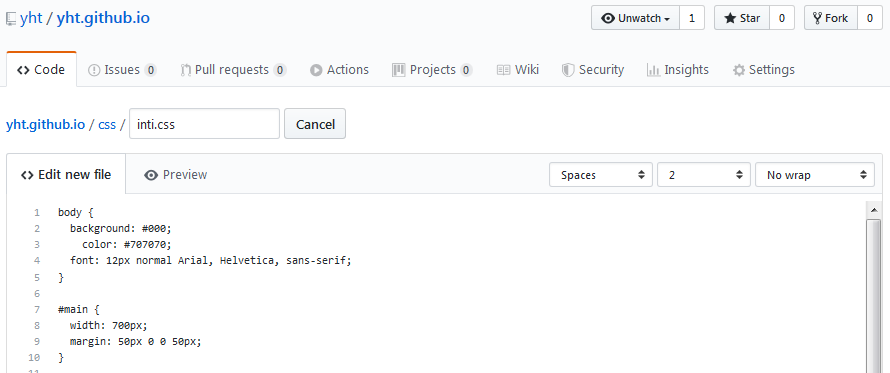 yht / yht.github.io Unwatch 1 Star 0 Fork 0
Code Issues 0 Pull requests 0 Actions Projects 0 Wiki Security Insights Settings
yht.github.io / css / inti.css Cancel
Edit new file Preview Spaces 2 No wrap
1 body {
2 background: #000;
3 color: #707070;
4 font: 12px normal Arial, Helvetica, sans-serif;
5 }
6
7 #main {
8 width: 700px;
9 margin: 50px 0 0 50px;
10 }